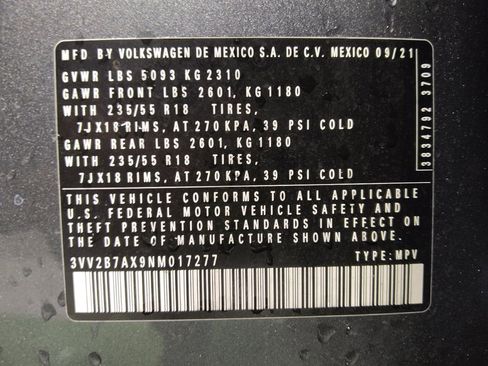 MFD BY VOLKSWAGEN DE MEXICO S.A. DE C.V. MEXICO 09/21
GVWR LBS 5093 KG 2310
GAWR FRONT LBS 2601, KG 1180
WITH 235/55 R18 TIRES,
7JX18 RIMS, AT 270 KPA, 39 PSI COLD
GAWR REAR LBS 2601, KG 1180
WITH 235/55 R18 TIRES,
7JX18 RIMS, AT 270 KPA, 39 PSI COLD
THIS VEHICLE CONFORMS TO ALL APPLICABLE
U.S. FEDERAL MOTOR VEHICLE SAFETY AND
THEFT PREVENTION STANDARDS IN EFFECT ON
THE DATE OF MANUFACTURE SHOWN ABOVE.
3VV2B7AX9NM017277 TYPE: MPV
3834792 3709